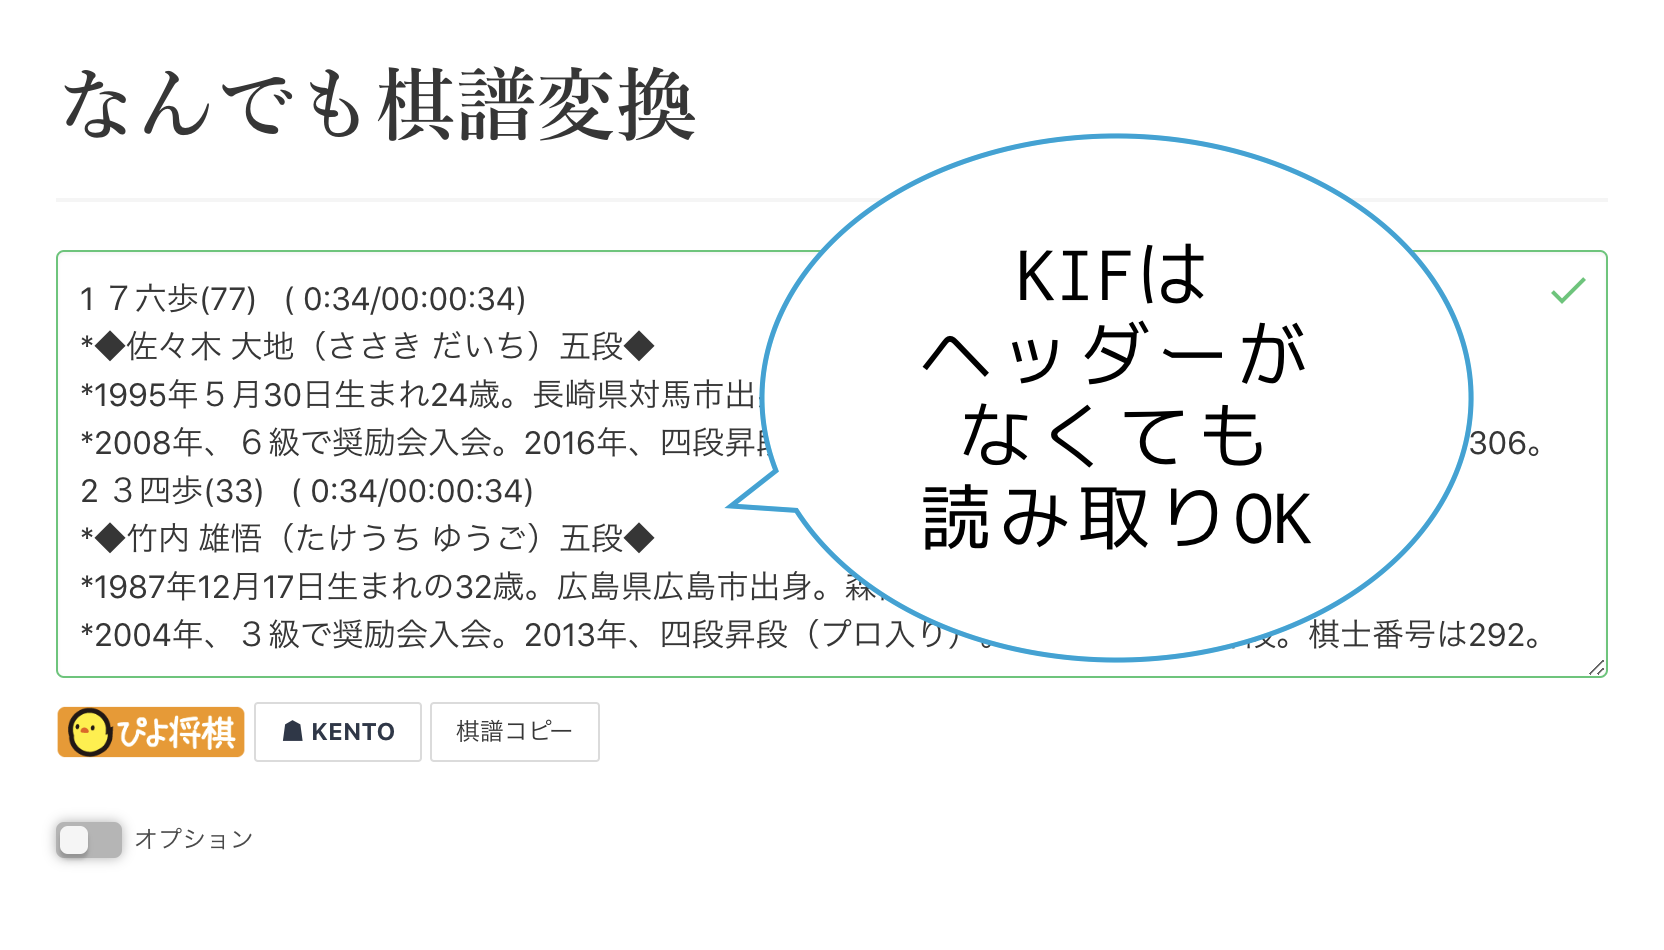 なんでも棋譜変換
1 ７六歩(77) ( 0:34/00:00:34)
*◆佐々木 大地（ささき だいち）五段◆
*1995年５月30日生まれ24歳。長崎県対馬市出
*2008年、６級で奨励会入会。2016年、四段昇 306。
2 ３四歩(33) ( 0:34/00:00:34)
*◆竹内 雄悟（たけうち ゆうご）五段◆
*1987年12月17日生まれの32歳。広島県広島市出身。森
*2004年、３級で奨励会入会。2013年、四段昇段（プロ入り）。 段。棋士番号は292。
KIFは
ヘッダーが
なくても
読み取りOK
ぴよ将棋 KENTO 棋譜コピー
オプション